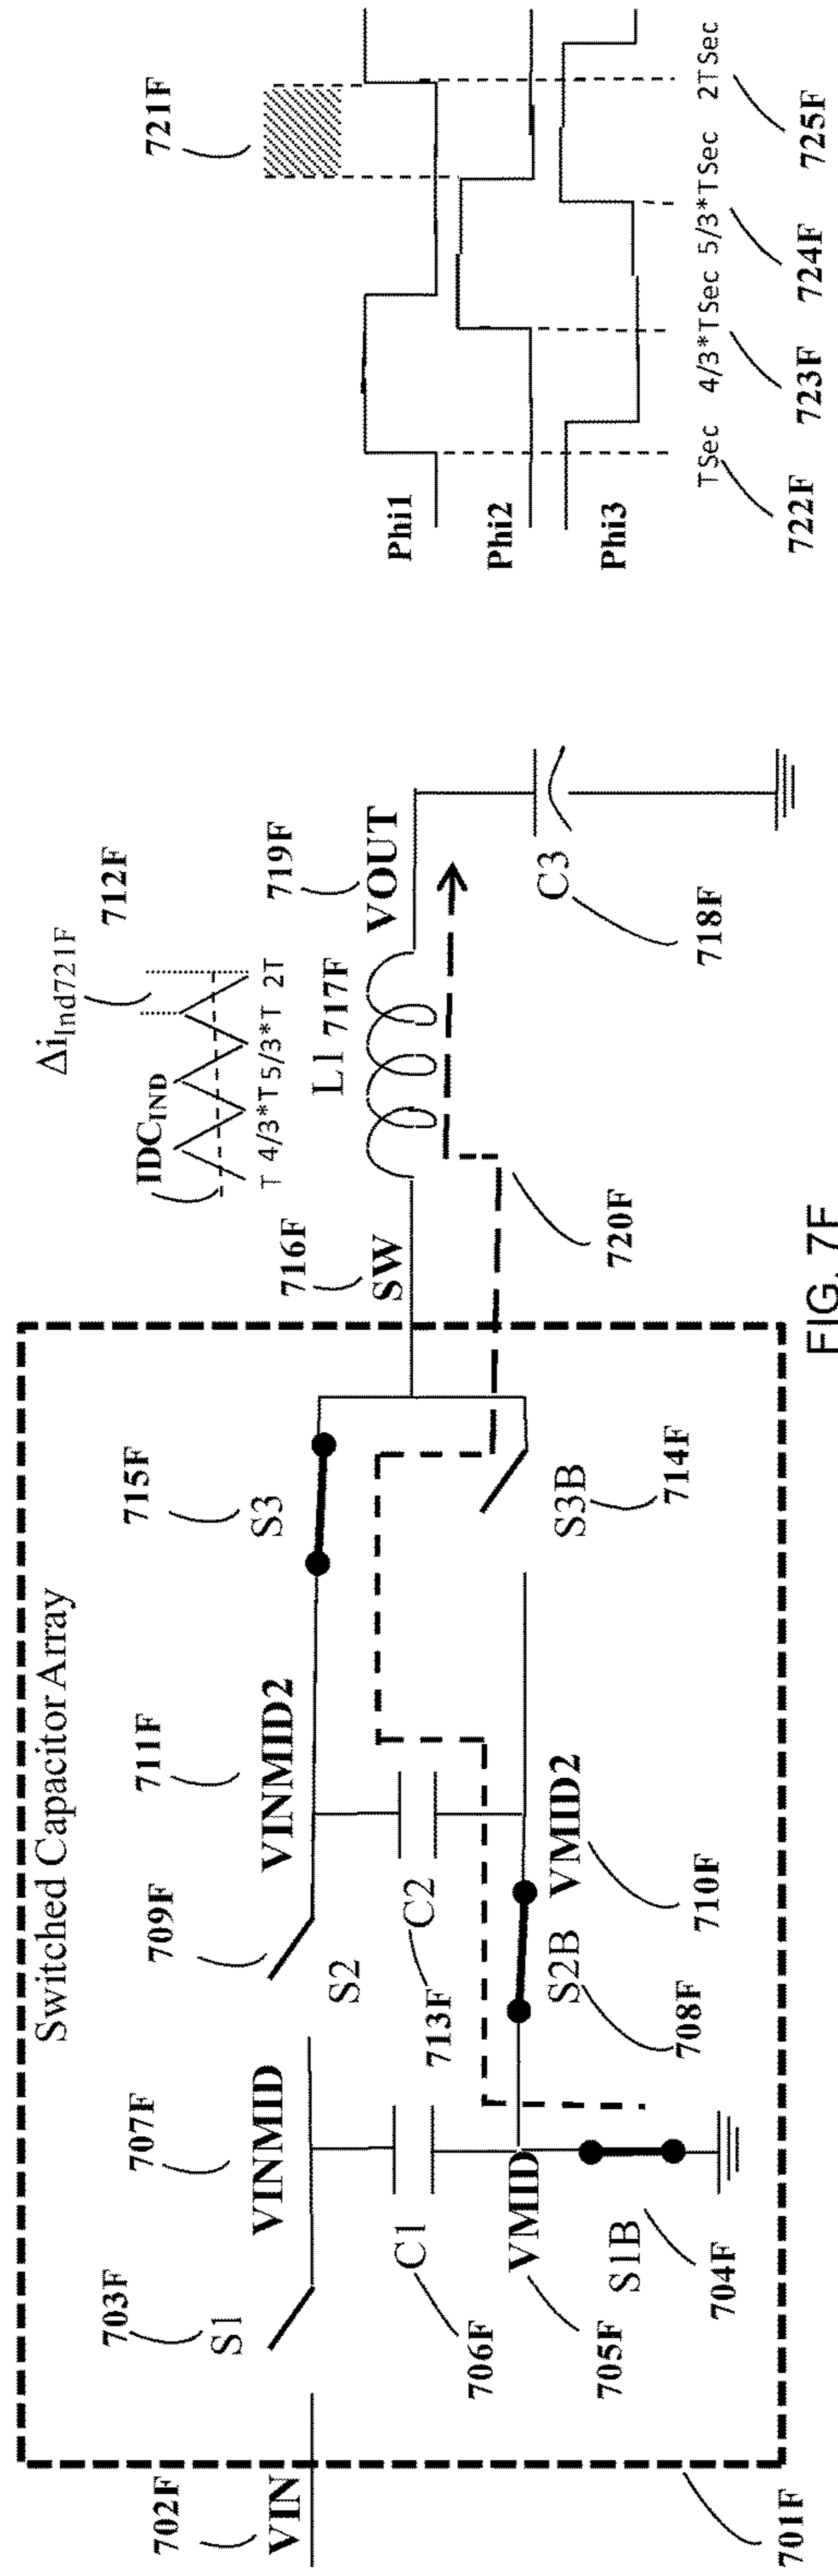 Switched Capacitor Array
702F
VIN
703F
S1
707F
VINMID
709F
S2
711F
VINMID2
715F
S3
716F
SW
IDC_IND
Δi_Ind721F
712F
T 4/3*T 5/3*T 2T
L1 717F
719F
VOUT
C1
706F
VMID
705F
S1B
704F
C2
713F
S2B
708F
VMID2
710F
S3B
714F
720F
C3
718F
701F
721F
Phi1
Phi2
Phi3
TSec 4/3*TSec 5/3*TSec 2TSec
722F
723F
724F
725F
FIG. 7F